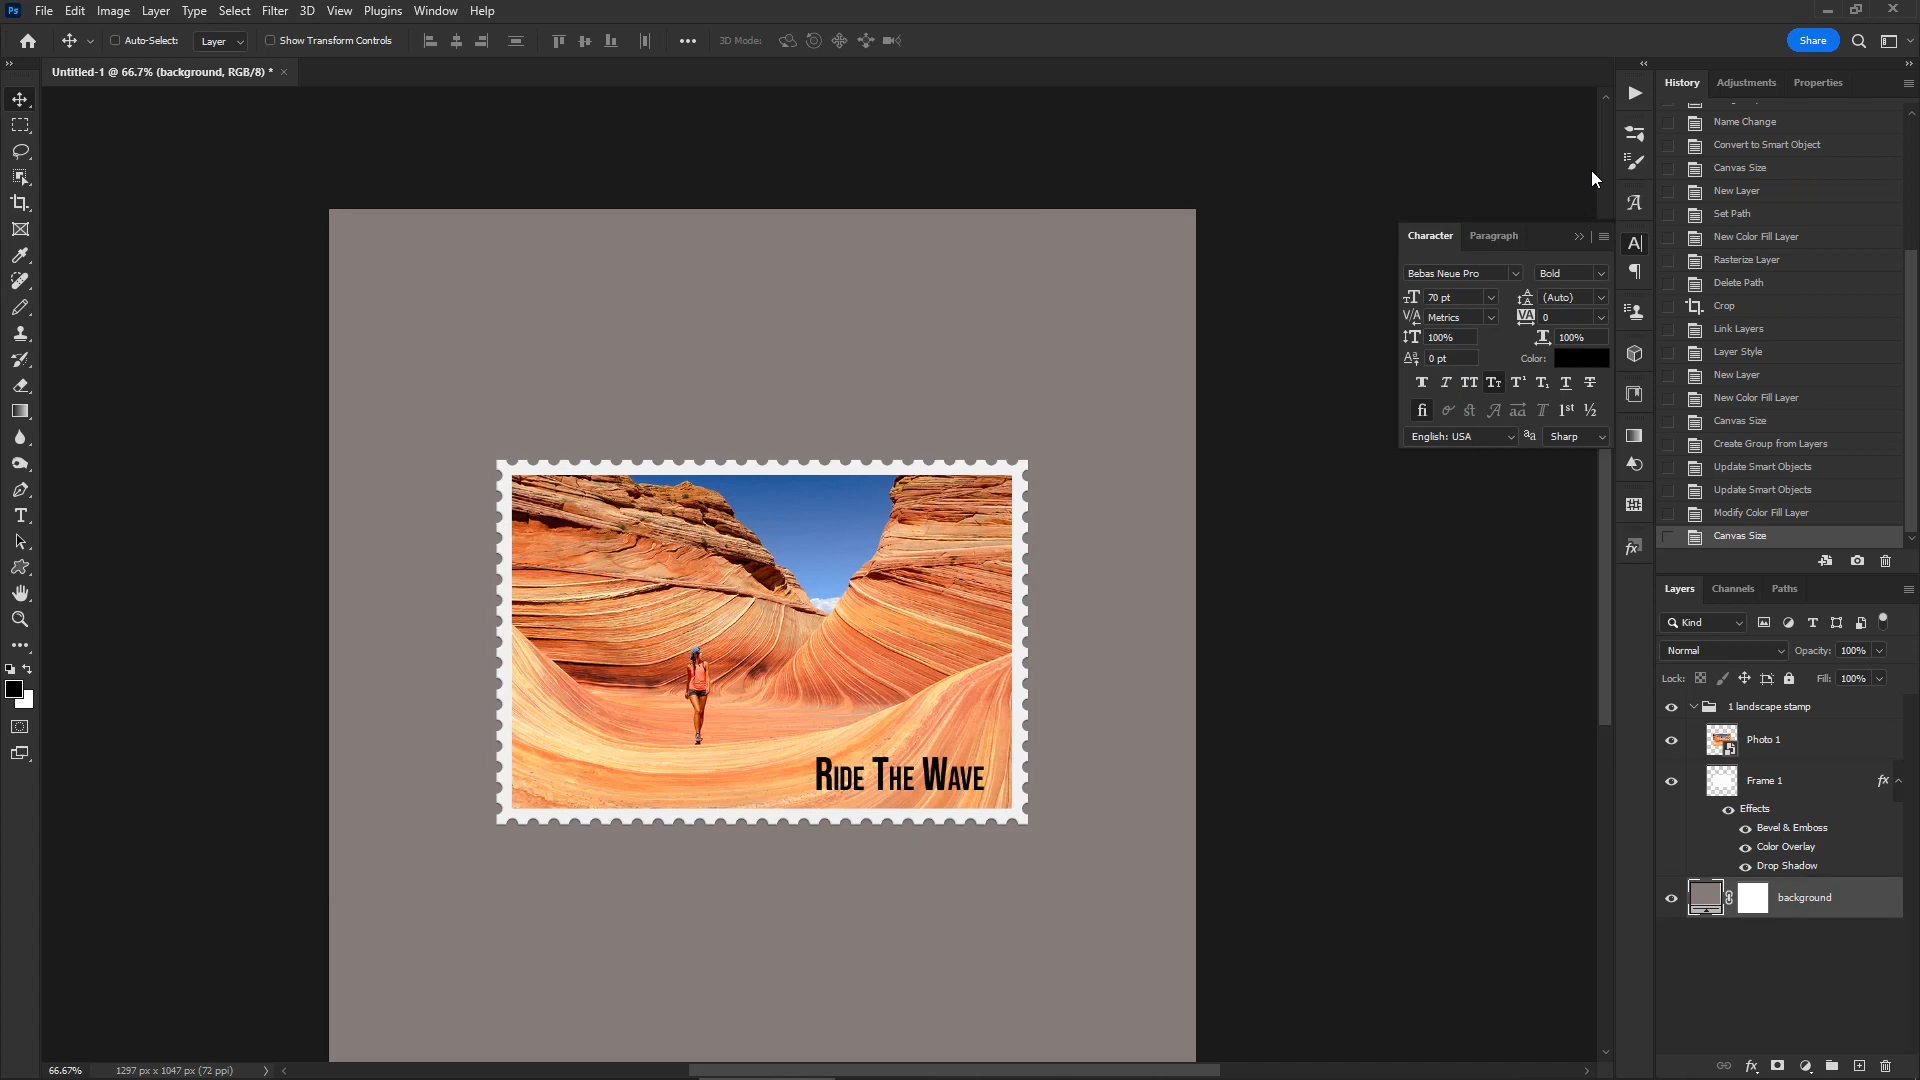 Ps File Edit Image Layer Type Select Filter 3D View Plugins Window Help
Auto-Select: Layer Show Transform Controls 3D Mode: Share
Untitled-1 @ 66.7% (background, RGB/8) *
History Adjustments Properties
Name Change
Convert to Smart Object
Canvas Size
New Layer
Set Path
New Color Fill Layer
Rasterize Layer
Delete Path
Crop
Link Layers
Layer Style
New Layer
New Color Fill Layer
Canvas Size
Create Group from Layers
Update Smart Objects
Update Smart Objects
Modify Color Fill Layer
Canvas Size
Character Paragraph
Bebas Neue Pro Bold
70 pt (Auto)
Metrics 0
100% 100%
0 pt Color:
English: USA Sharp
Ride The Wave
Layers Channels Paths
Kind
Normal Opacity: 100%
Lock: Fill: 100%
1 landscape stamp
Photo 1
Frame 1 fx
Effects
Bevel & Emboss
Color Overlay
Drop Shadow
background
66.67% 1297 px x 1047 px (72 ppi)